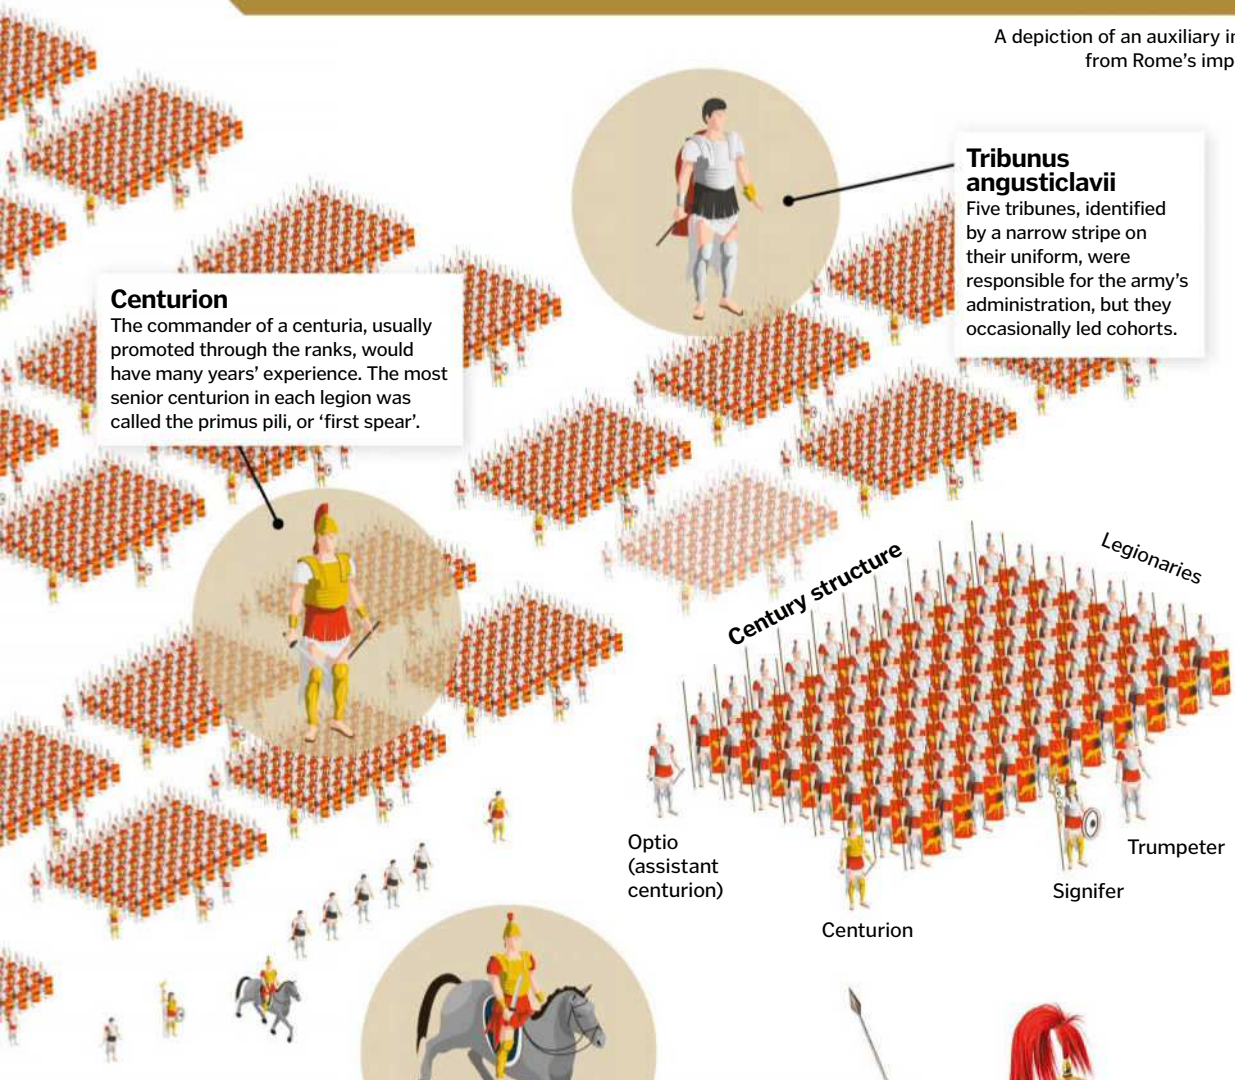 A depiction of an auxiliary
from Rome's
Tribunus
angusticlavii
Five tribunes, identified
by a narrow stripe on
their uniform, were
responsible for the army's
administration, but they
occasionally led cohorts.
Centurion
The commander of a centuria, usually
promoted through the ranks, would
have many years' experience. The most
senior centurion in each legion was
called the primus pili, or ‘first spear’.
Century structure
Legionaries
Optio
(assistant
centurion)
Centurion
Signifer
Trumpeter